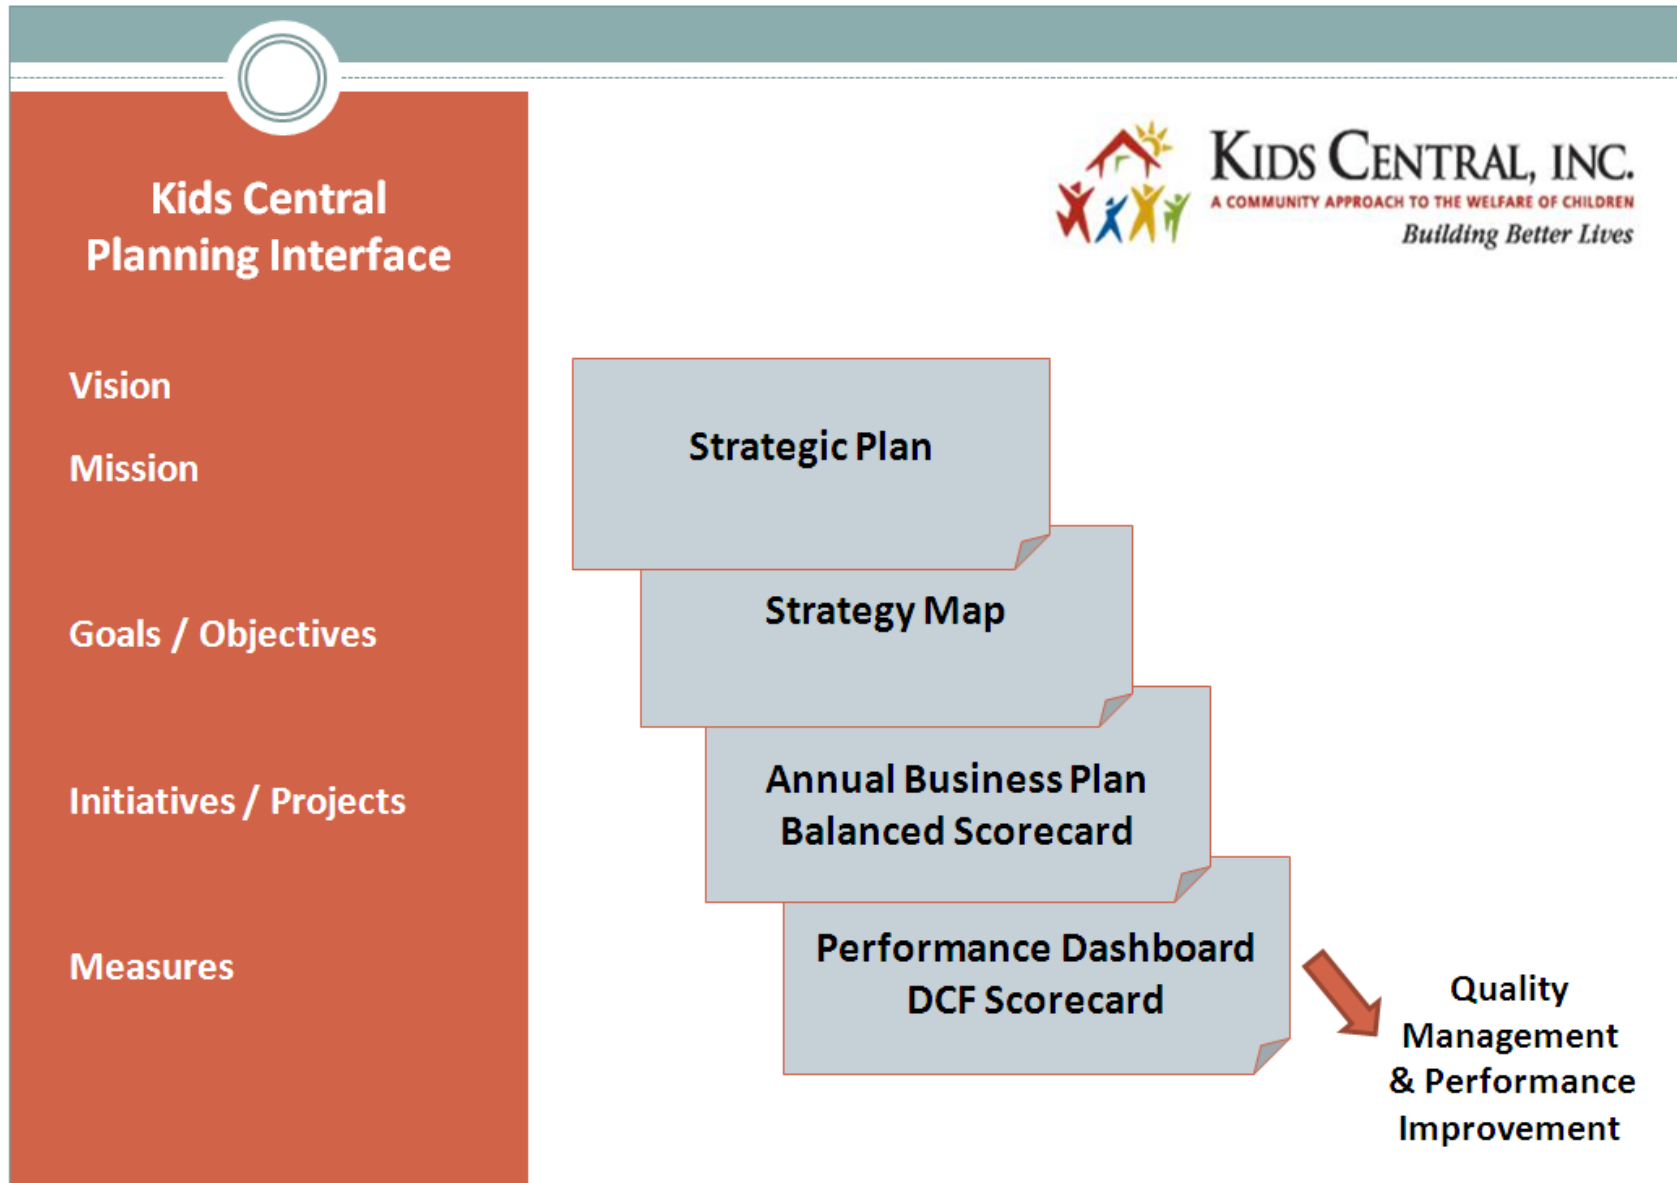 Kids Central
Planning Interface
Vision
Mission
Goals / Objectives
Initiatives / Projects
Measures
KIDS CENTRAL, INC.
A COMMUNITY APPROACH TO THE WELFARE OF CHILDREN
Building Better Lives
Strategic Plan
Strategy Map
Annual Business Plan
Balanced Scorecard
Performance Dashboard
DCF Scorecard
Quality
Management
& Performance
Improvement